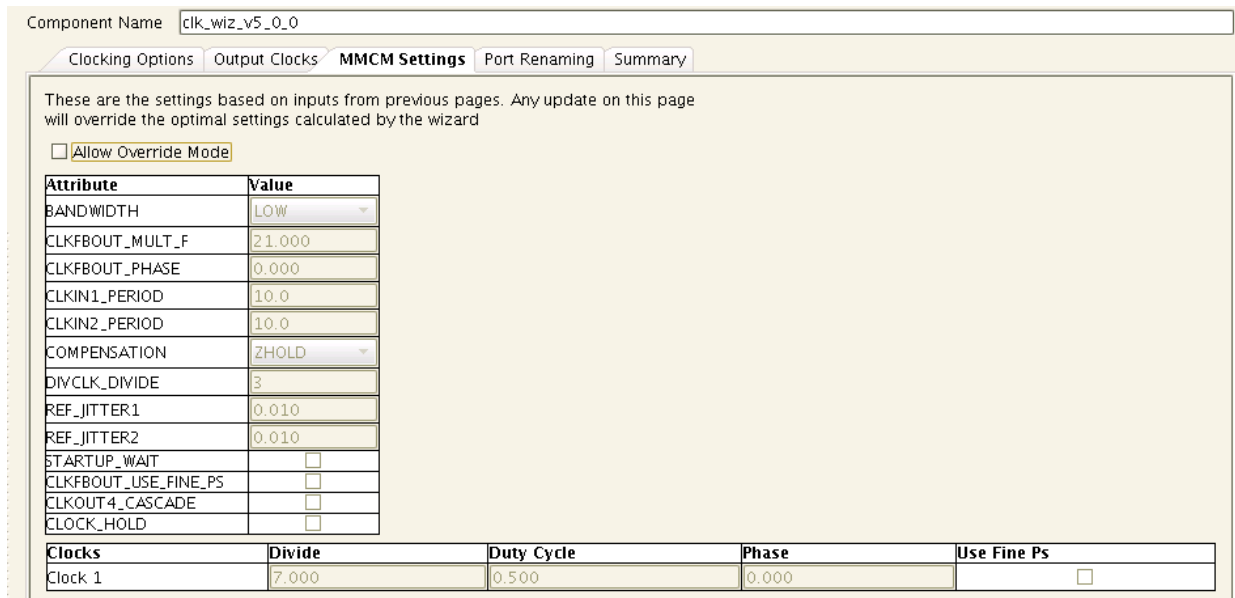 Component Name clk_wiz_v5_0_0
Clocking Options Output Clocks MMCM Settings Port Renaming Summary
These are the settings based on inputs from previous pages. Any update on this page
will override the optimal settings calculated by the wizard
Allow Override Mode
Attribute Value
BANDWIDTH LOW
CLKFBOUT_MULT_F 21.000
CLKFBOUT_PHASE 0.000
CLKIN1_PERIOD 10.0
CLKIN2_PERIOD 10.0
COMPENSATION ZHOLD
DIVCLK_DIVIDE 3
REF_JITTER1 0.010
REF_JITTER2 0.010
STARTUP_WAIT
CLKFBOUT_USE_FINE_PS
CLKOUT4_CASCADE
CLOCK_HOLD
Clocks Divide Duty Cycle Phase Use Fine Ps
Clock 1 7.000 0.500 0.000